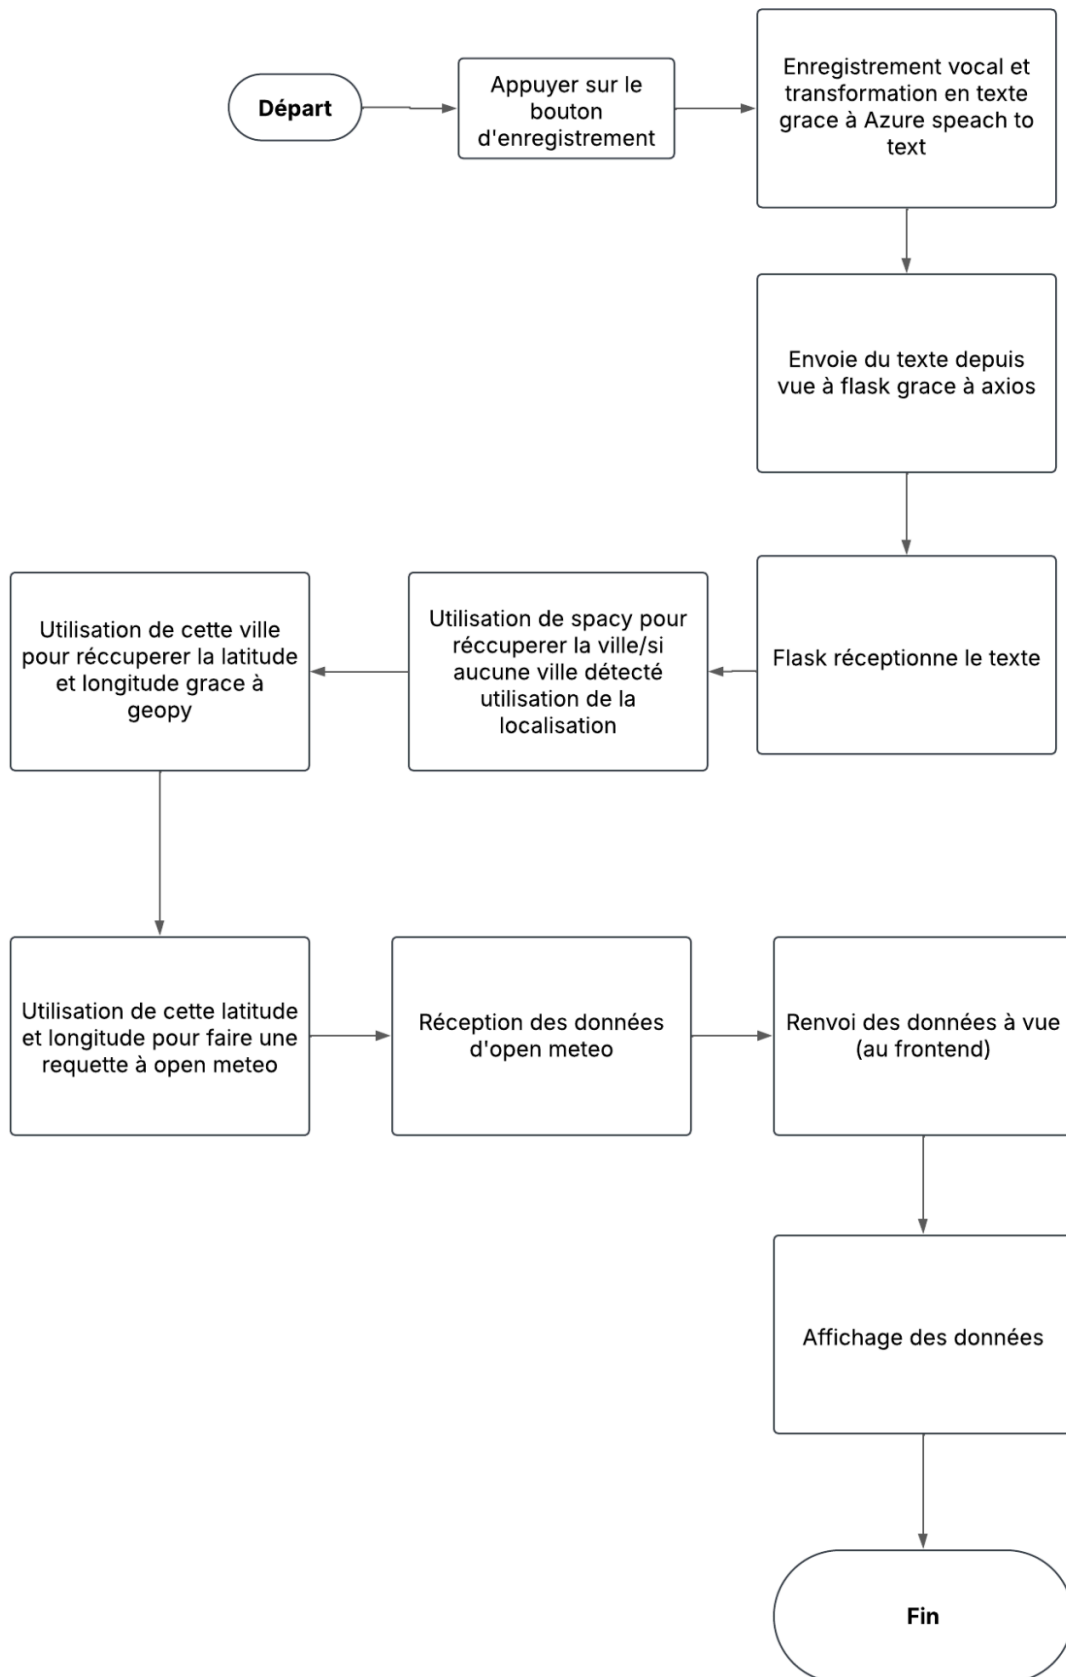 Départ
Appuyer sur le
bouton
d'enregistrement
Enregistrement vocal et
transformation en texte
grace à Azure speach to
text
Envoie du texte depuis
vue à flask grace à axios
Flask réceptionne le texte
Utilisation de spacy pour
réccuperer la ville/si
aucune ville détecté
utilisation de la
localisation
Utilisation de cette ville
pour réccuperer la latitude
et longitude grace à
geopy
Utilisation de cette latitude
et longitude pour faire une
requette à open meteo
Réception des données
d'open meteo
Renvoi des données à vue
(au frontend)
Affichage des données
Fin